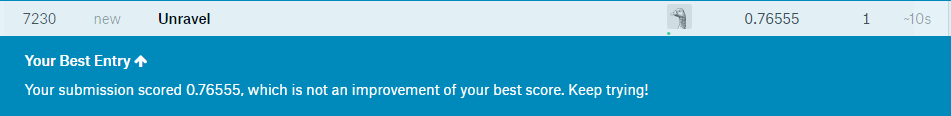 7230 new Unravel 0.76555 1 ~10s
Your Best Entry
Your submission scored 0.76555, which is not an improvement of your best score. Keep trying!